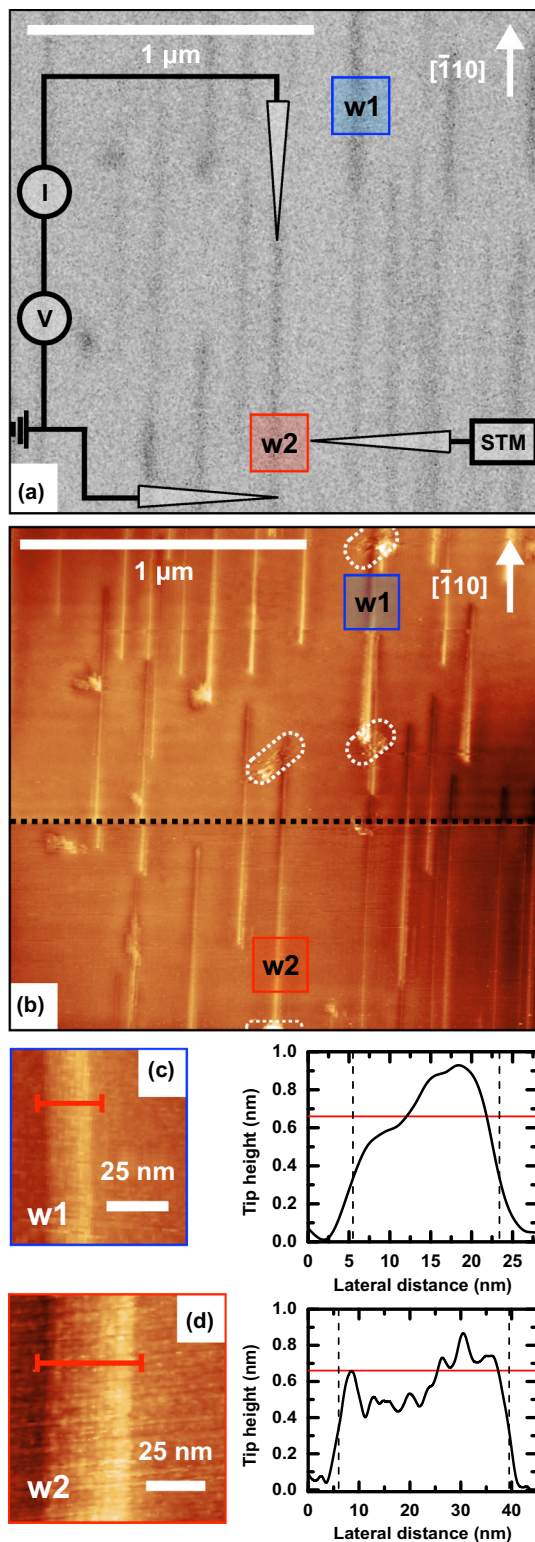 1 µm
[1̄10]
w1
I
V
w2
STM
(a)
1 µm
[1̄10]
w1
w2
(b)
(c)
25 nm
w1
1.0
0.8
0.6
0.4
0.2
0.0
0 5 10 15 20 25
Tip height (nm)
Lateral distance (nm)
(d)
25 nm
w2
1.0
0.8
0.6
0.4
0.2
0.0
0 10 20 30 40
Tip height (nm)
Lateral distance (nm)